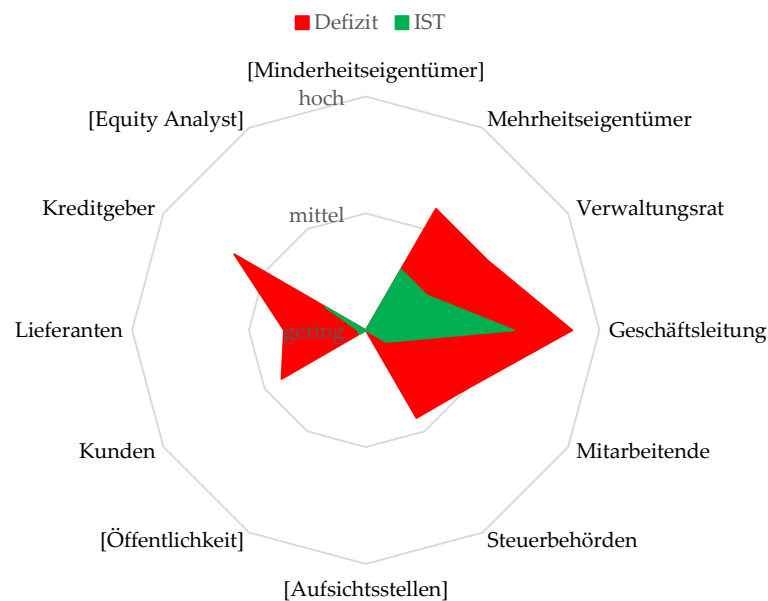 Defizit IST
[Minderheitseigentümer]
hoch
[Equity Analyst]
Mehrheitseigentümer
Kreditgeber
Verwaltungsrat
mittel
Lieferanten
gering
Geschäftsleitung
Kunden
Mitarbeitende
[Öffentlichkeit]
Steuerbehörden
[Aufsichtsstellen]